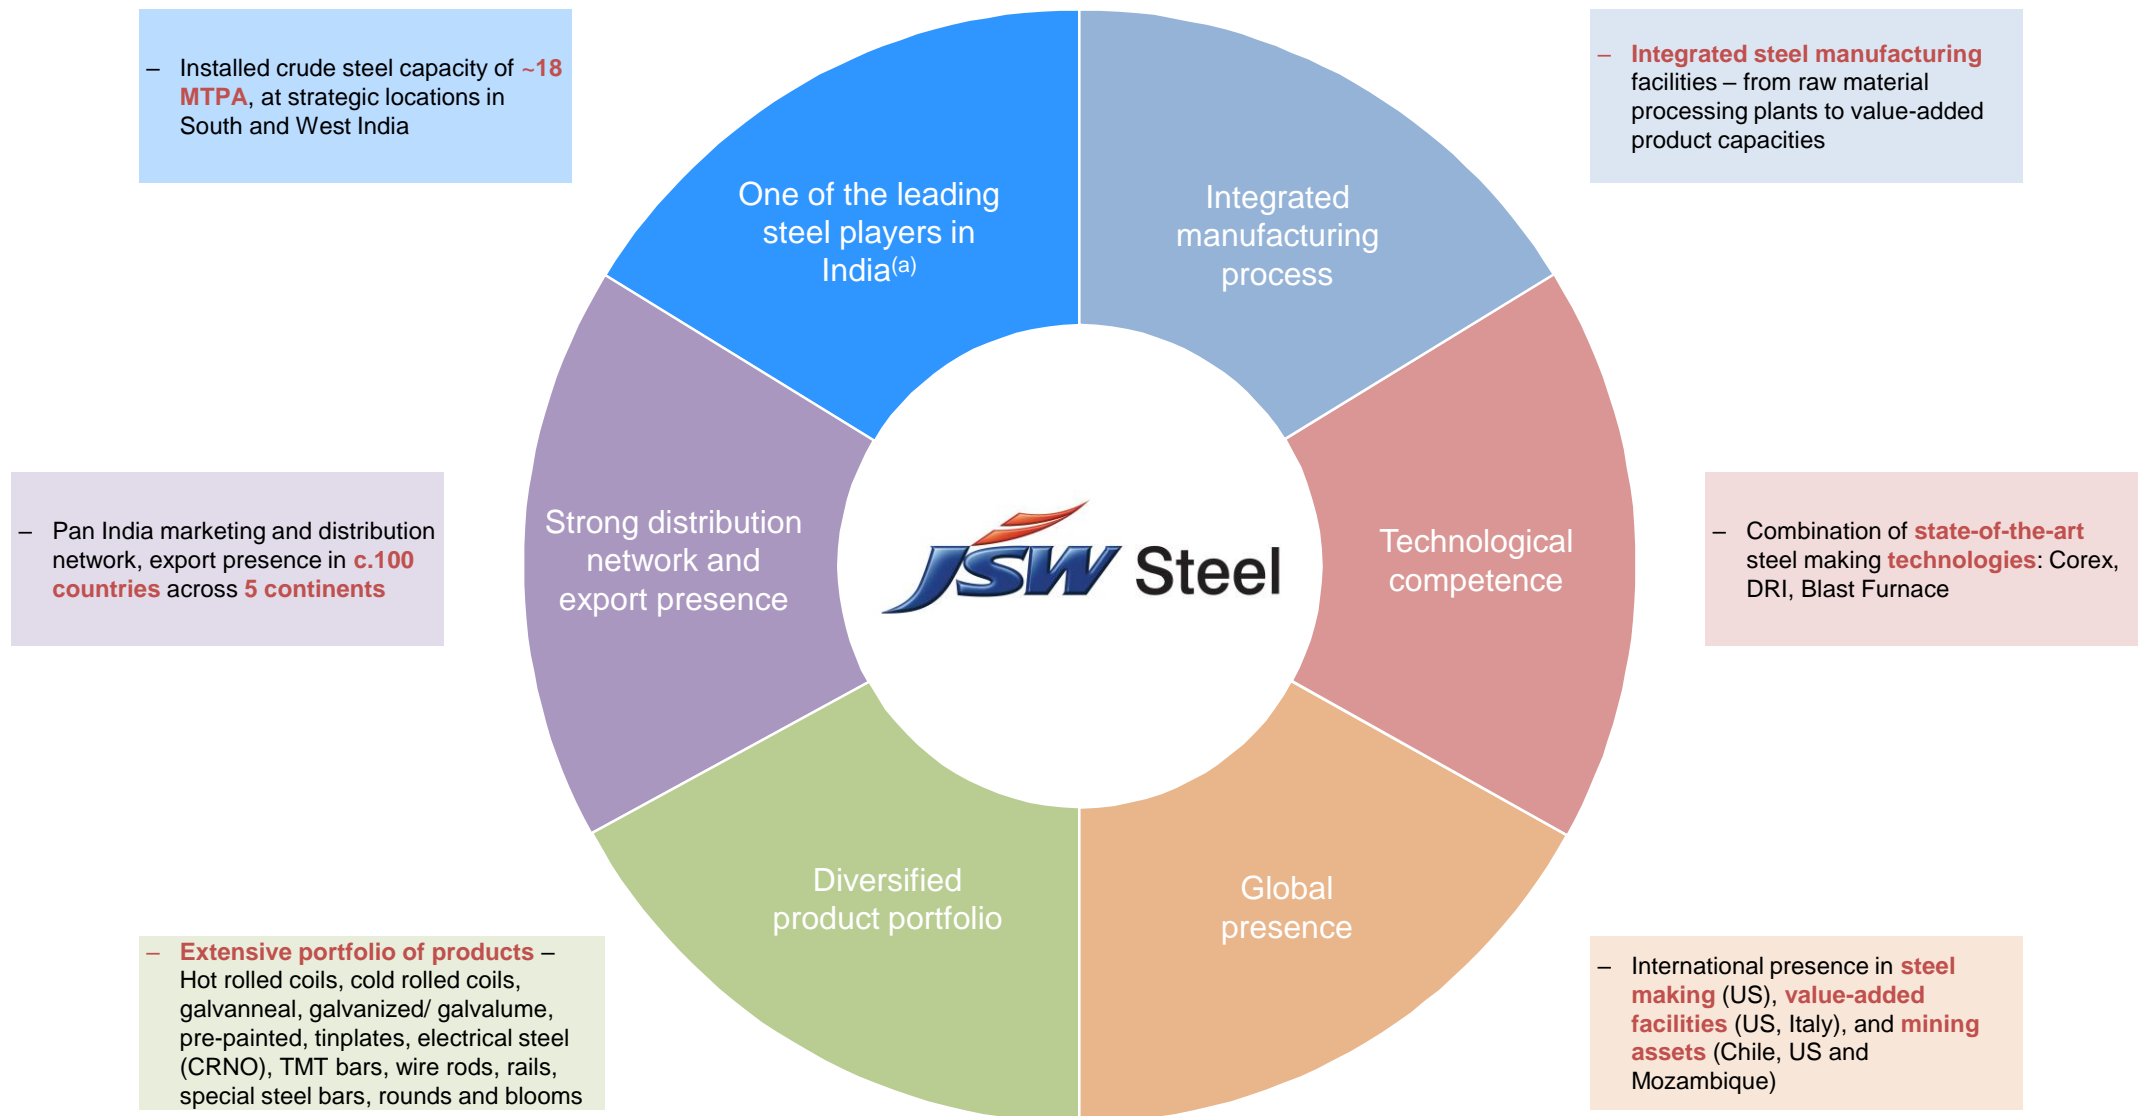 – Installed crude steel capacity of ~18
MTPA, at strategic locations in
South and West India
– Integrated steel manufacturing
facilities – from raw material
processing plants to value-added
product capacities
One of the leading
steel players in
India(a)
Integrated
manufacturing
process
– Pan India marketing and distribution
network, export presence in c.100
countries across 5 continents
Strong distribution
network and
export presence
JSW Steel
Technological
competence
– Combination of state-of-the-art
steel making technologies: Corex,
DRI, Blast Furnace
Diversified
product portfolio
Global
presence
– Extensive portfolio of products –
Hot rolled coils, cold rolled coils,
galvanneal, galvanized/ galvalume,
pre-painted, tinplates, electrical steel
(CRNO), TMT bars, wire rods, rails,
special steel bars, rounds and blooms
– International presence in steel
making (US), value-added
facilities (US, Italy), and mining
assets (Chile, US and
Mozambique)